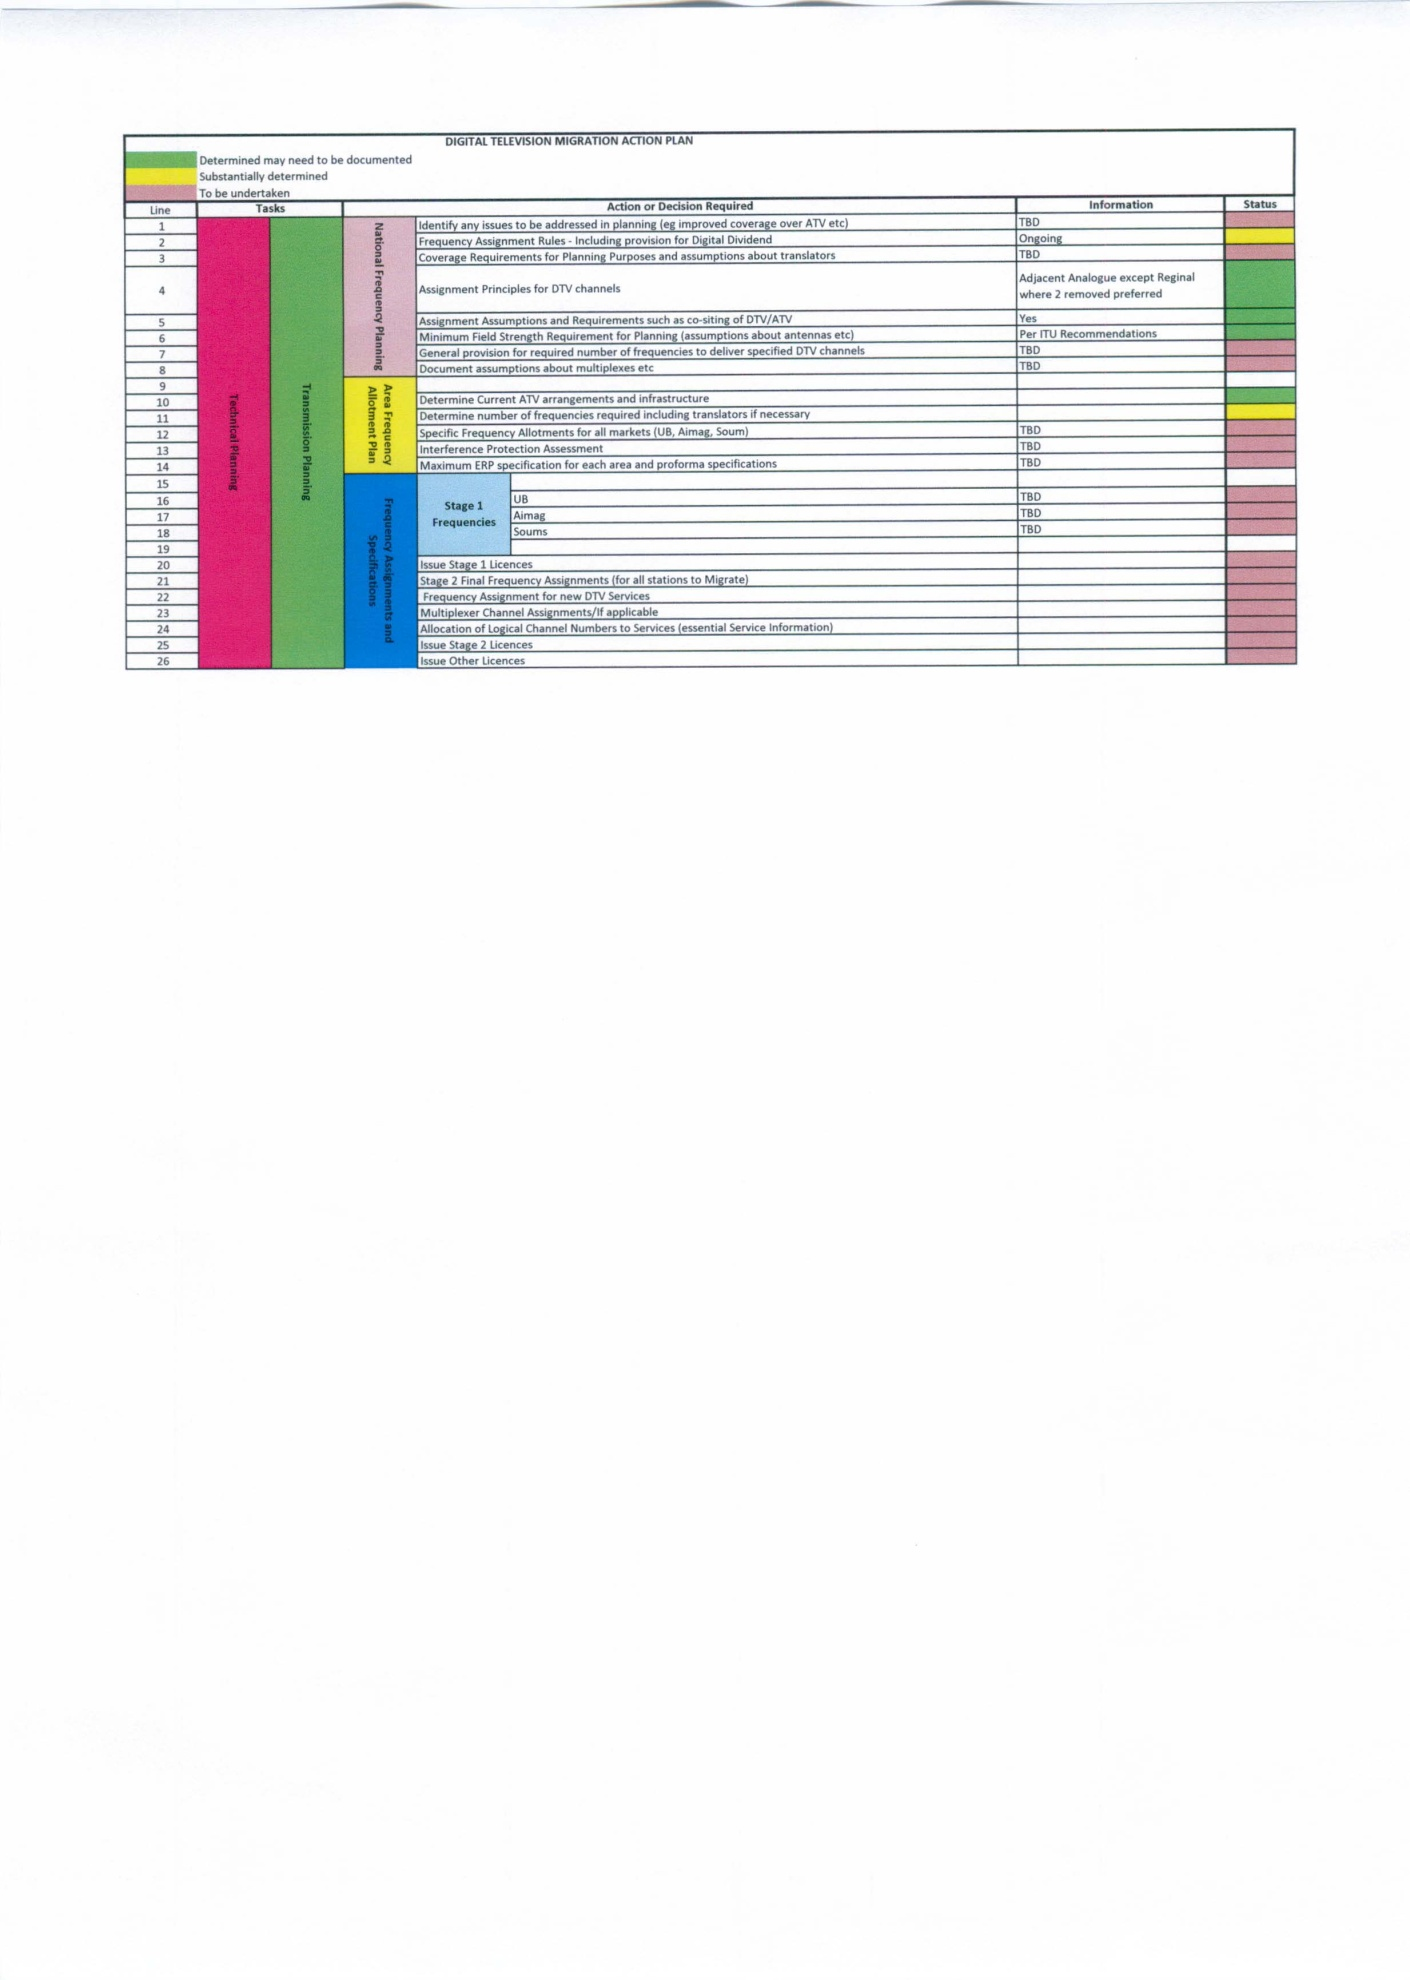 DIGITAL TELEVISION MIGRATION ACTION PLAN
Determined may need to be documented
Substantially determined
To be undertaken
Line Tasks Action or Decision Required Information Status
Technical Planning
Transmission Planning
National Frequency Planning
1 Identify any issues to be addressed in planning (eg improved coverage over ATV etc) TBD
2 Frequency Assignment Rules - Including provision for Digital Dividend Ongoing
3 Coverage Requirements for Planning Purposes and assumptions about translators TBD
4 Assignment Principles for DTV channels Adjacent Analogue except Reginal
where 2 removed preferred
5 Assignment Assumptions and Requirements such as co-siting of DTV/ATV Yes
6 Minimum Field Strength Requirement for Planning (assumptions about antennas etc) Per ITU Recommendations
7 General provision for required number of frequencies to deliver specified DTV channels TBD
8 Document assumptions about multiplexes etc TBD
Area Frequency
Allotment Plan
9
10 Determine Current ATV arrangements and infrastructure
11 Determine number of frequencies required including translators if necessary
12 Specific Frequency Allotments for all markets (UB, Aimag, Soum) TBD
13 Interference Protection Assessment TBD
14 Maximum ERP specification for each area and proforma specifications TBD
Frequency Assignments and
Specifications
Stage 1
Frequencies
15
16 UB TBD
17 Aimag TBD
18 Soums TBD
19
20 Issue Stage 1 Licences
21 Stage 2 Final Frequency Assignments (for all stations to Migrate)
22 Frequency Assignment for new DTV Services
23 Multiplexer Channel Assignments/If applicable
24 Allocation of Logical Channel Numbers to Services (essential Service Information)
25 Issue Stage 2 Licences
26 Issue Other Licences